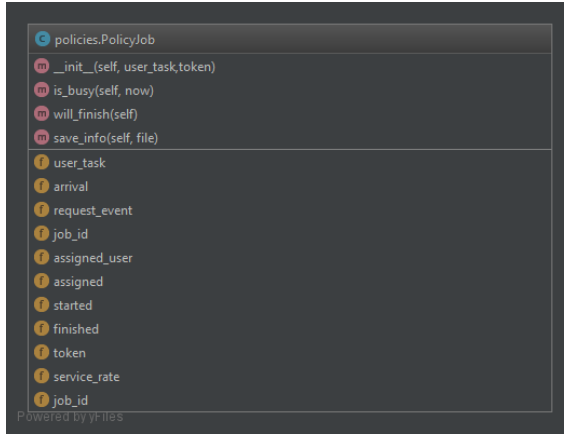 C policies.PolicyJob
m __init__(self, user_task,token)
m is_busy(self, now)
m will_finish(self)
m save_info(self, file)
f user_task
f arrival
f request_event
f job_id
f assigned_user
f assigned
f started
f finished
f token
f service_rate
f job_id
Powered by yFiles